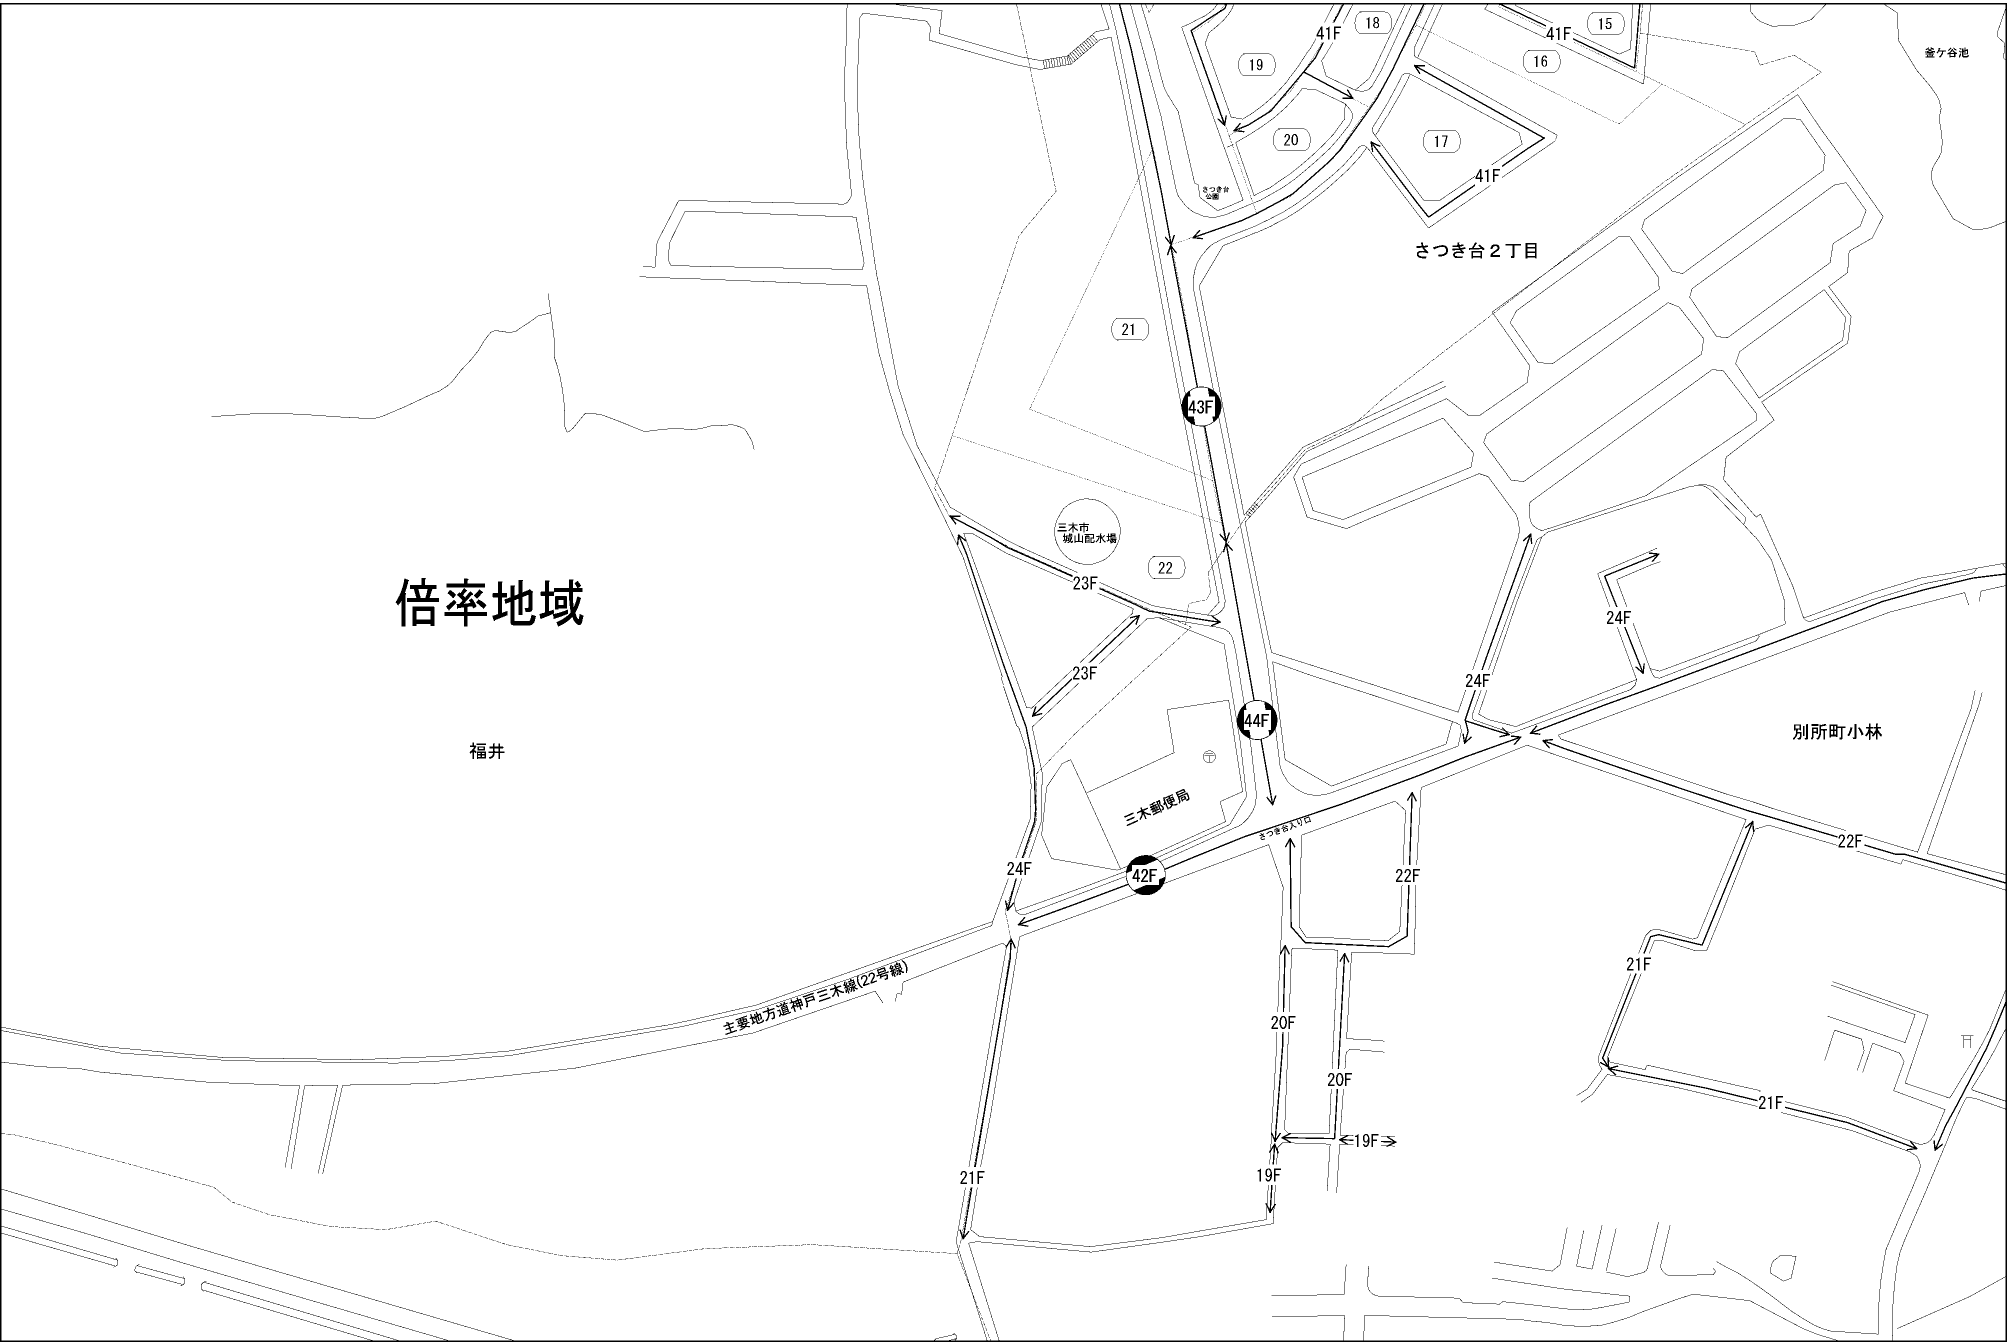 18
15
41F
41F
釜ケ谷池
19
16
20
17
41F
さつき台
公園
さつき台２丁目
21
43F
三木市
城山配水場
22
23F
倍率地域
24F
23F
24F
44F
別所町小林
福井
〒
三木郵便局
さつき台入り口
22F
24F
42F
22F
21F
主要地方道神戸三木線(22号線)
20F
20F
21F
19F
19F
21F